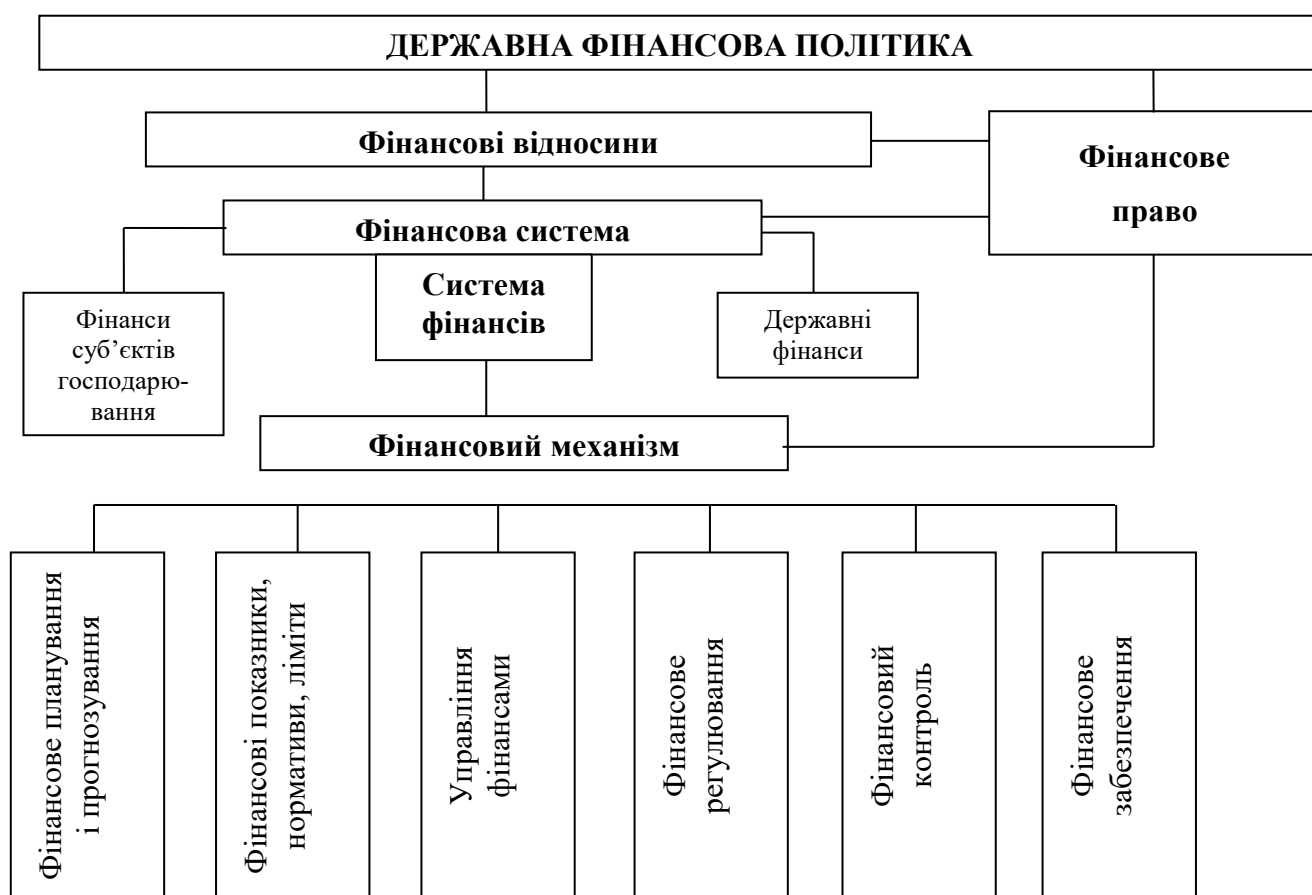 ДЕРЖАВНА ФІНАНСОВА ПОЛІТИКА
Фінансові відносини
Фінансове
право
Фінансова система
Система
фінансів
Фінанси
суб’єктів
господарю-
вання
Державні
фінанси
Фінансовий механізм
Фінансове планування
і прогнозування
Фінансові показники,
нормативи, ліміти
Управління
фінансами
Фінансове
регулювання
Фінансовий
контроль
Фінансове
забезпечення